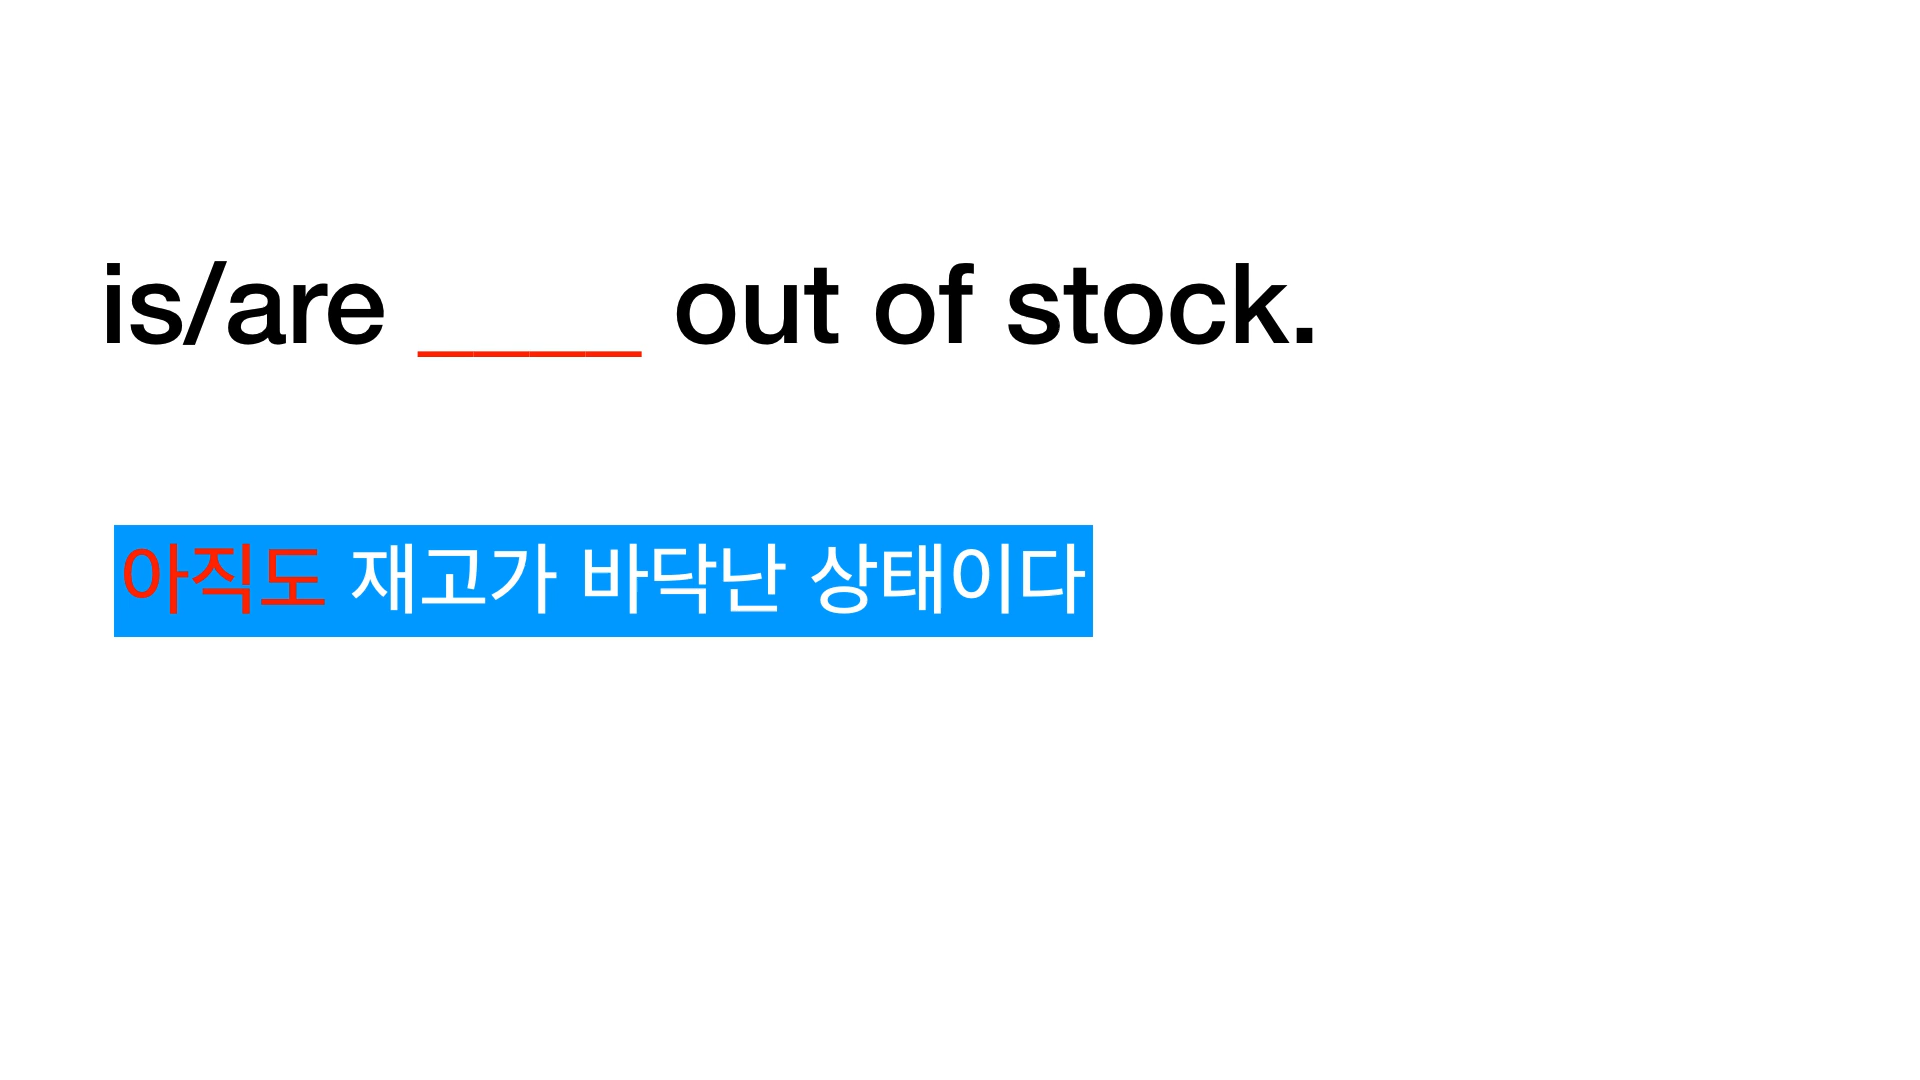 is/are ____ out of stock.
아직도 재고가 바닥난 상태이다